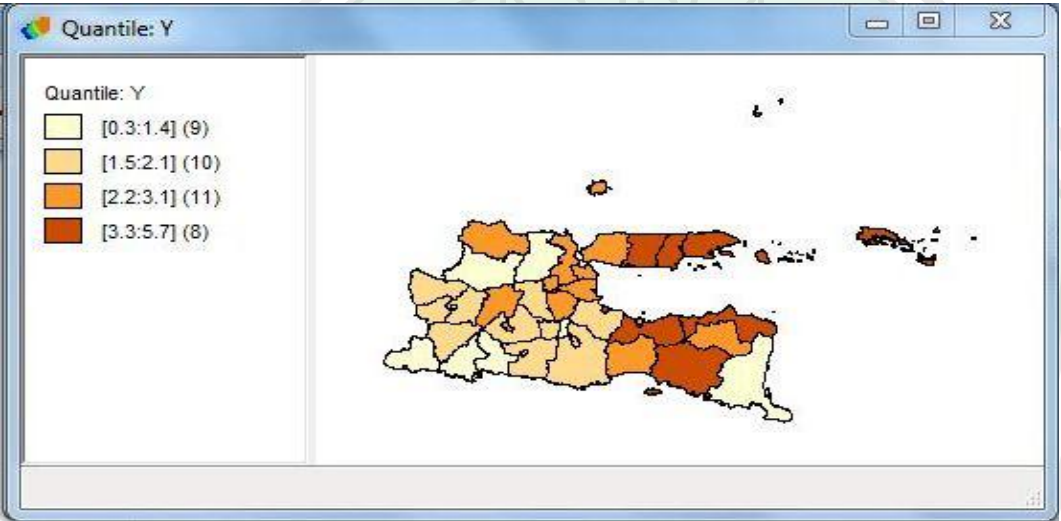 Quantile: Y
Quantile: Y
[0.3:1.4] (9)
[1.5:2.1] (10)
[2.2:3.1] (11)
[3.3:5.7] (8)